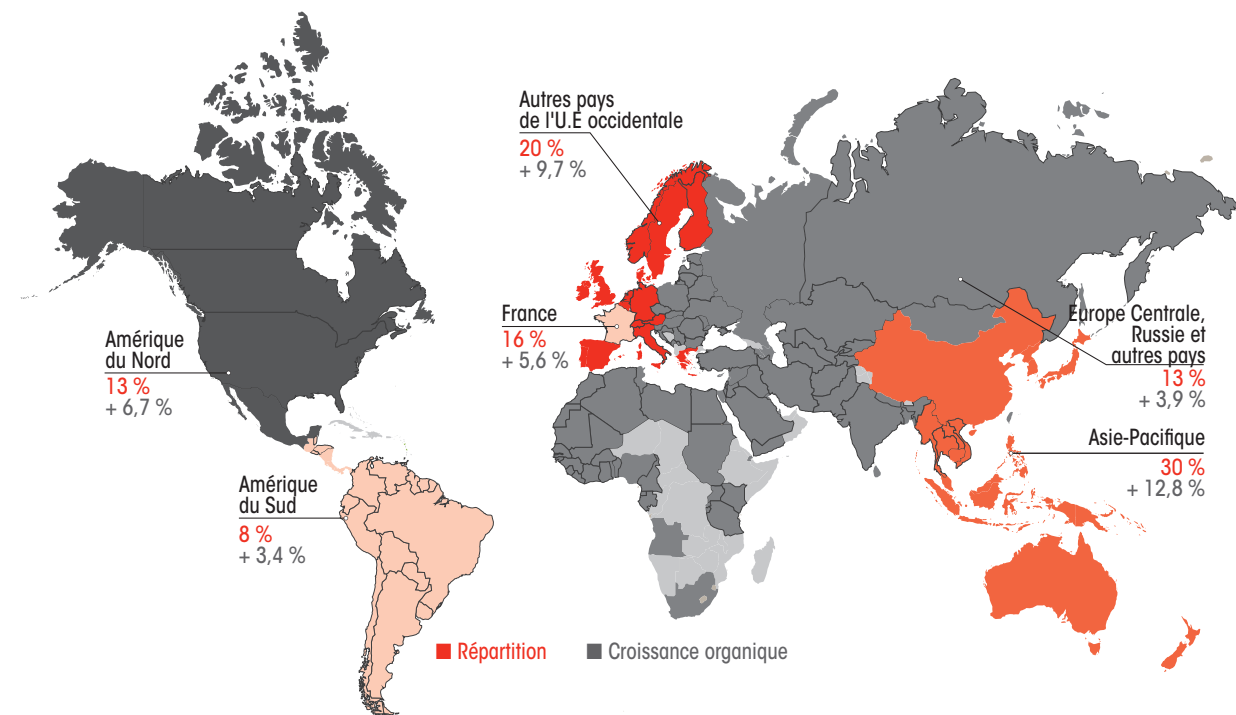 Autres pays
de l'U.E occidentale
20 %
+ 9,7 %
France
16 %
+ 5,6 %
Amérique
du Nord
13 %
+ 6,7 %
Europe Centrale,
Russie et
autres pays
13 %
+ 3,9 %
Asie-Pacifique
30 %
+ 12,8 %
Amérique
du Sud
8 %
+ 3,4 %
Répartition
Croissance organique